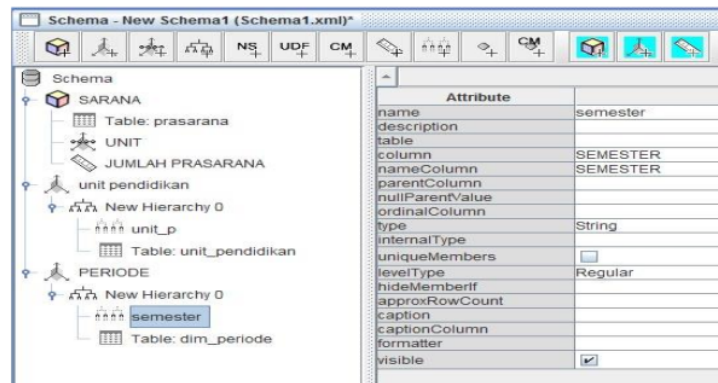 Schema - New Schema1 (Schema1.xml)*
NS UDF CM CM
Schema
SARANA
Table: prasarana
UNIT
JUMLAH PRASARANA
unit pendidikan
New Hierarchy 0
unit_p
Table: unit_pendidikan
PERIODE
New Hierarchy 0
semester
Table: dim_periode
Attribute
name semester
description
table
column SEMESTER
nameColumn SEMESTER
parentColumn
nullParentValue
ordinalColumn
type String
internalType
uniqueMembers
levelType Regular
hideMemberIf
approxRowCount
caption
captionColumn
formatter
visible